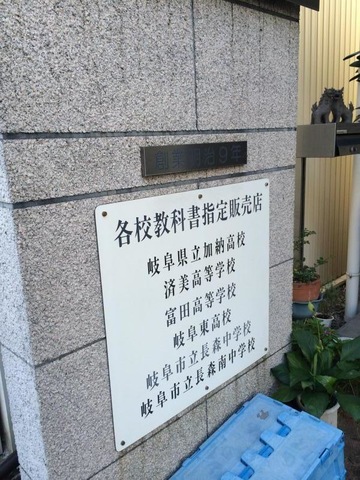 各校教科書指定販売店
岐阜県立加納高校
済美高等学校
富田高等学校
岐阜東高校
岐阜市立長森中学校
岐阜市立長森南中学校